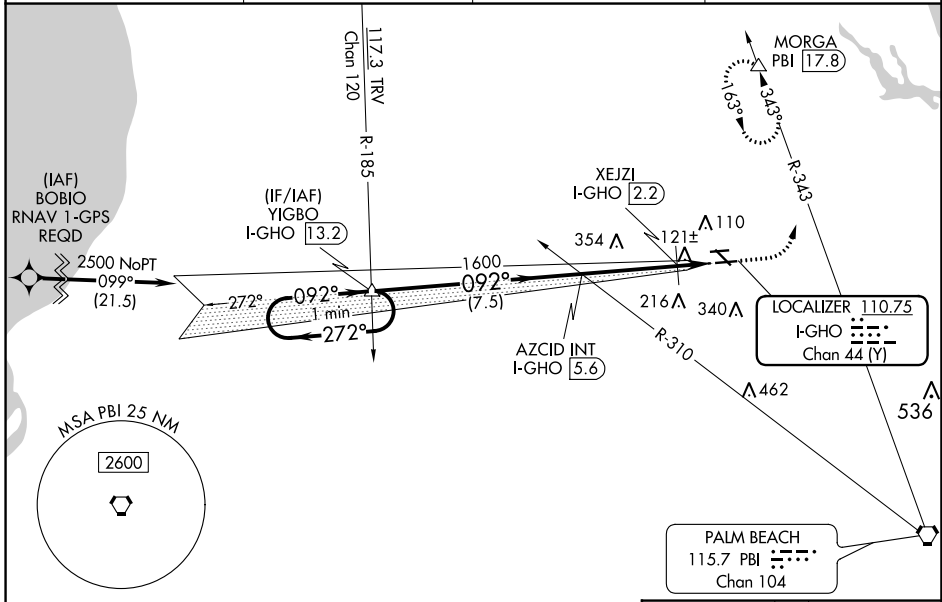 117.3 TRV
Chan 120
R-185
MORGA
PBI 17.8
163°
343°
R-343
(IAF)
BOBIO
RNAV 1-GPS
REQD
2500 NoPT
099°
(21.5)
(IF/IAF)
YIGBO
I-GHO 13.2
XEJZI
I-GHO 2.2
354
121±
110
1600
272°
092°
1 min
272°
092°
(7.5)
216
340
LOCALIZER 110.75
I-GHO
Chan 44 (Y)
AZCID INT
I-GHO 5.6
R-310
462
536
MSA PBI 25 NM
2600
PALM BEACH
115.7 PBI
Chan 104